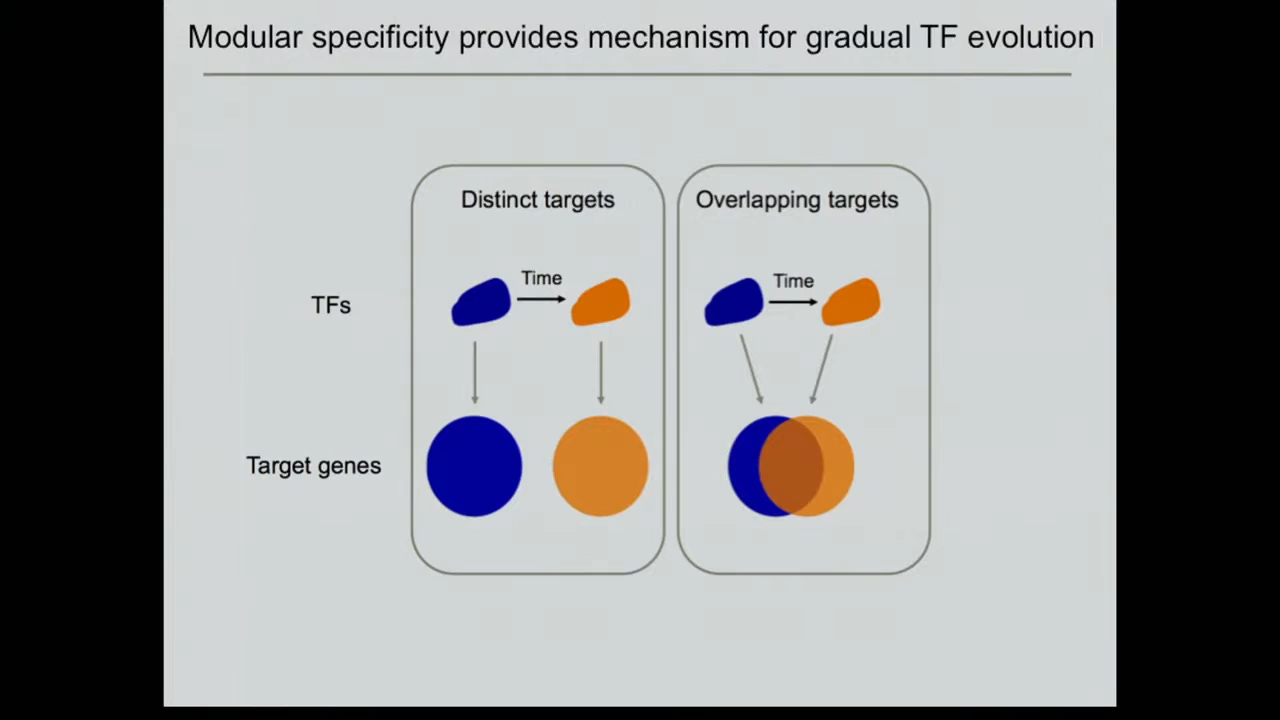 Modular specificity provides mechanism for gradual TF evolution
Distinct targets
Overlapping targets
Time
Time
TFs
Target genes